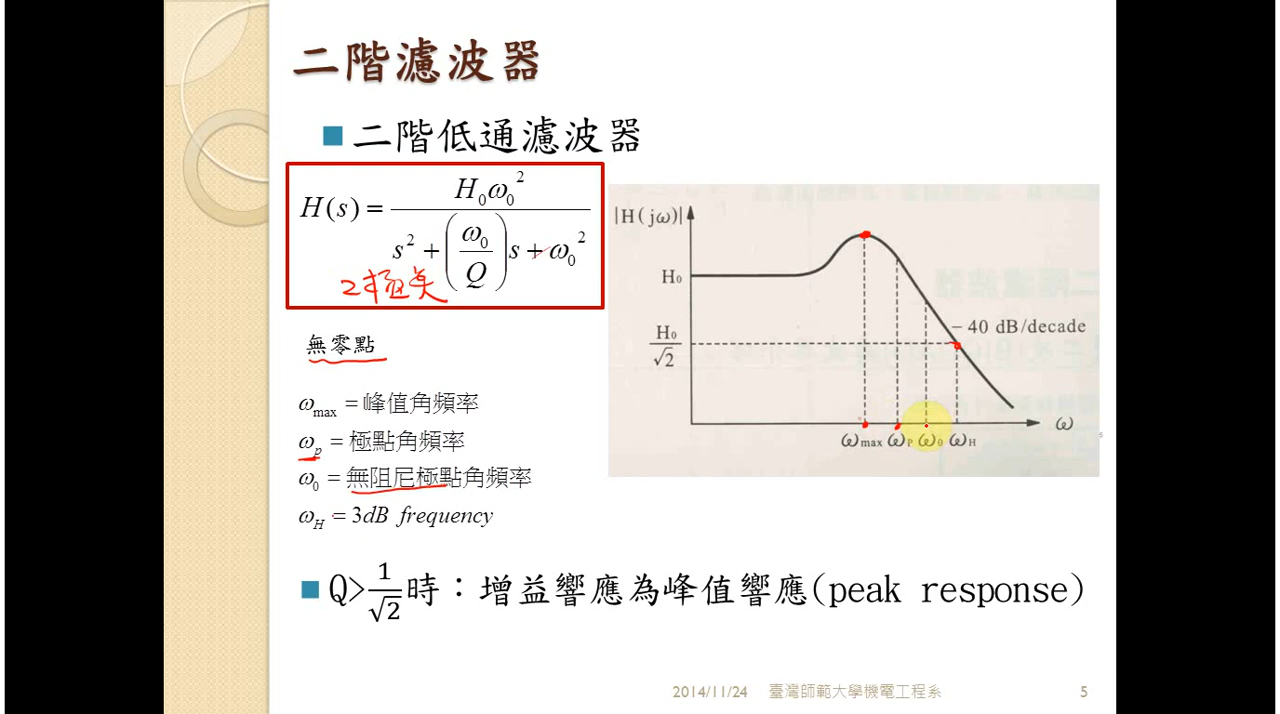 二階濾波器
二階低通濾波器
H(s) = H₀ω₀² / (s² + (ω₀/Q)s + ω₀²)
2極点
無零點
ω_max = 峰值角頻率
ω_p = 極點角頻率
ω₀ = 無阻尼極點角頻率
ω_H = 3dB frequency
|H(jω)|
H₀
H₀/√2
-40 dB/decade
ω_max ω_P ω₀ ω_H
ω
Q>1/√2時：增益響應為峰值響應(peak response)
2014/11/24 臺灣師範大學機電工程系 5